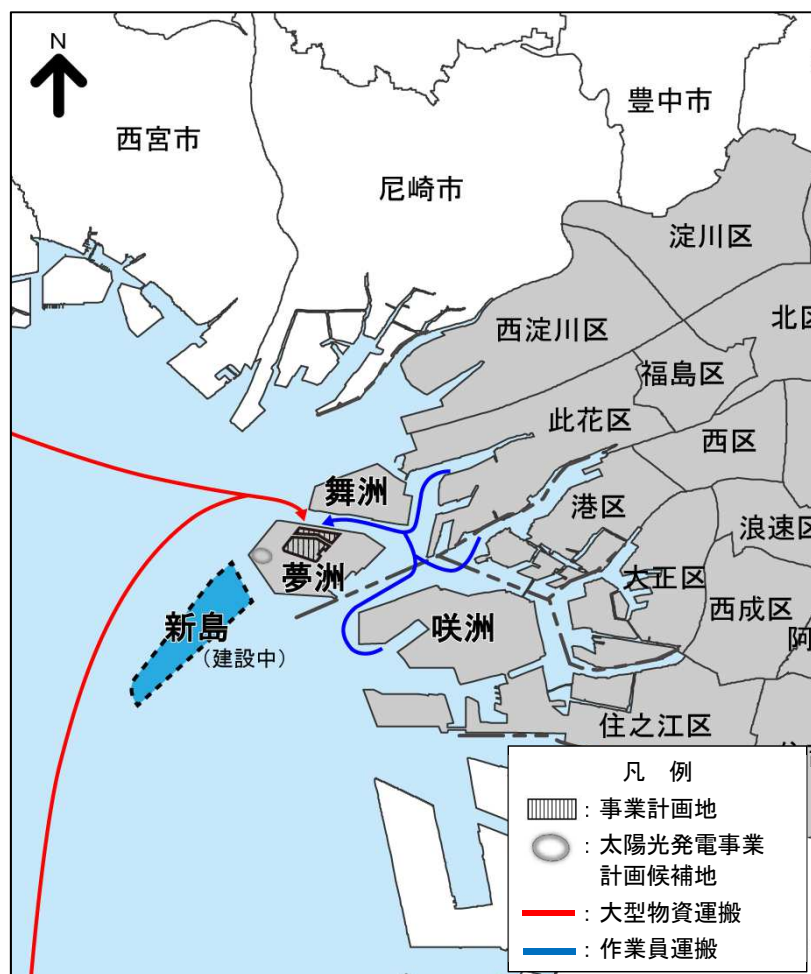 N
豊中市
西宮市
尼崎市
淀川区
北区
西淀川区
福島区
此花区
西区
舞洲
港区
浪速区
夢洲
大正区
新島
(建設中)
咲洲
西成区
阿
住之江区
凡 例
：事業計画地
：太陽光発電事業
計画候補地
：大型物資運搬
：作業員運搬